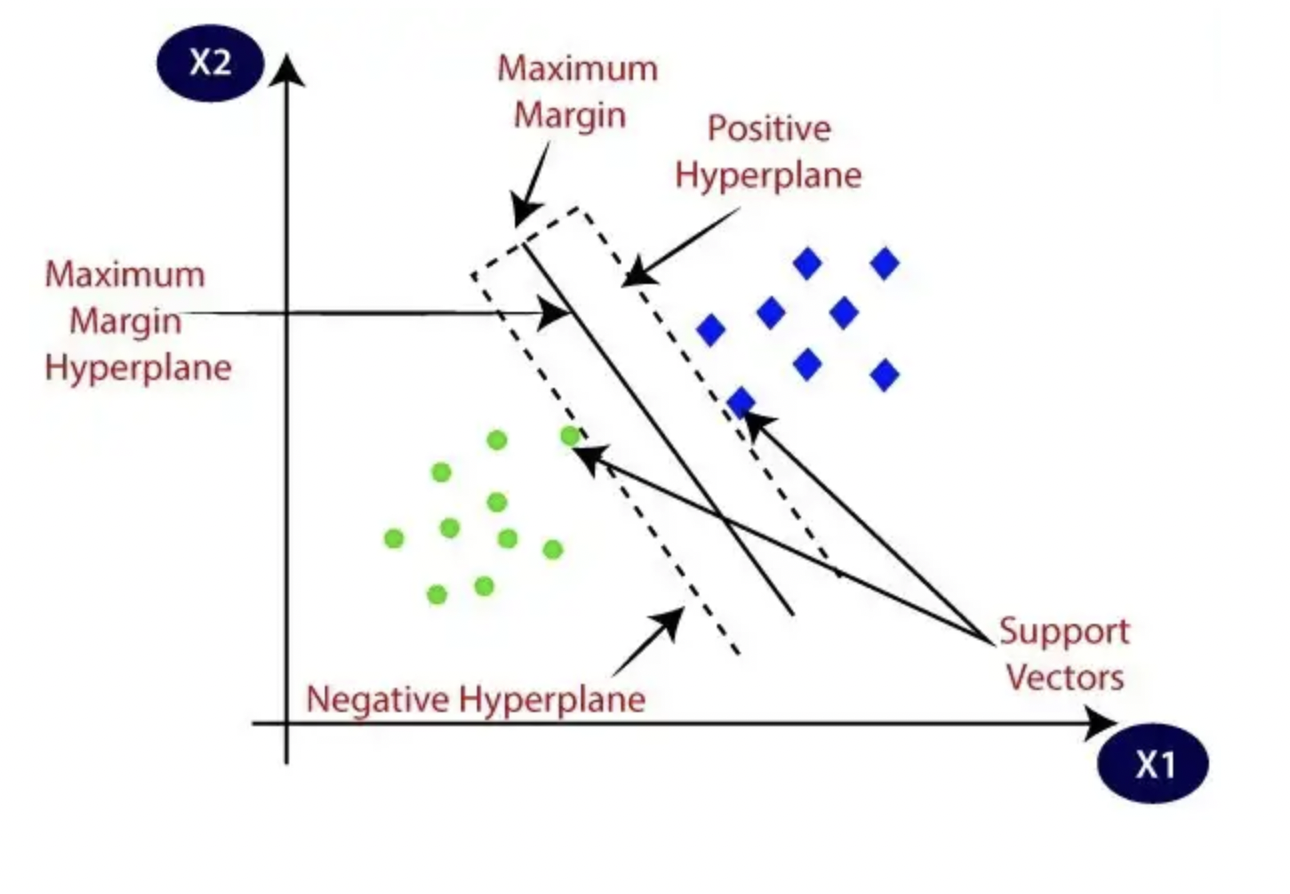 X2
Maximum
Margin
Positive
Hyperplane
Maximum
Margin
Hyperplane
Support
Vectors
Negative Hyperplane
X1